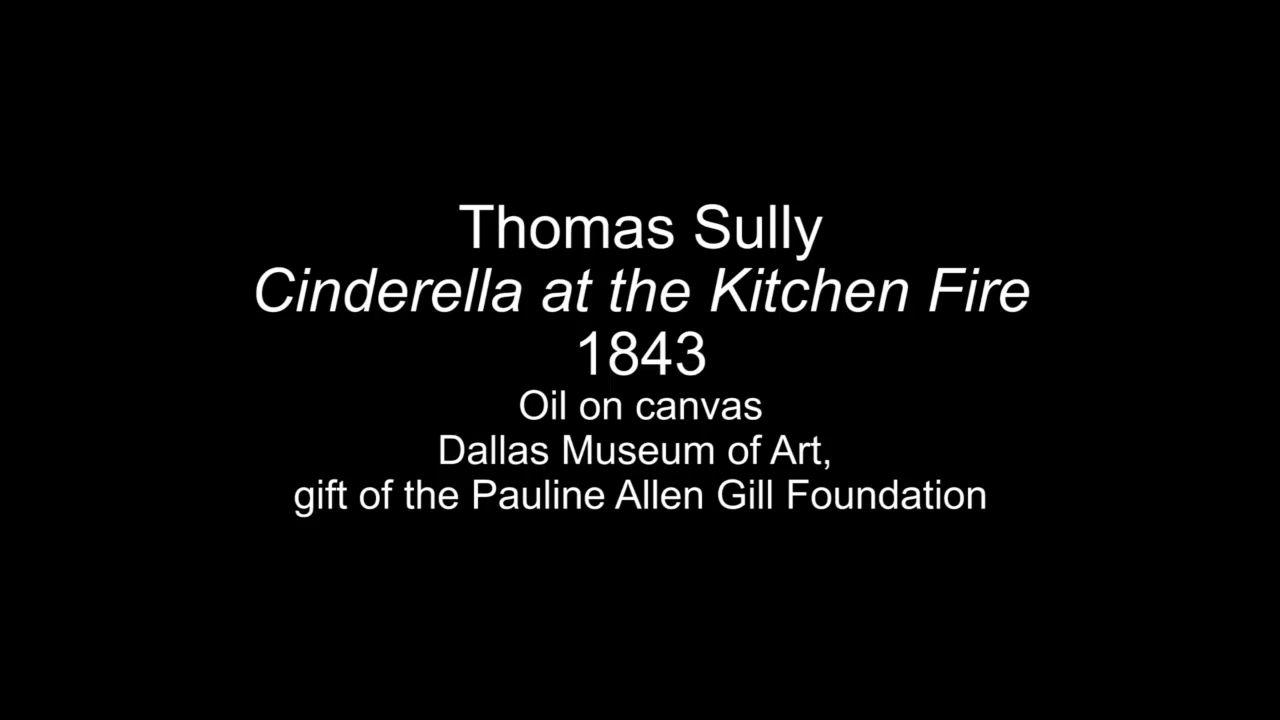 Thomas Sully
Cinderella at the Kitchen Fire
1843
Oil on canvas
Dallas Museum of Art,
gift of the Pauline Allen Gill Foundation